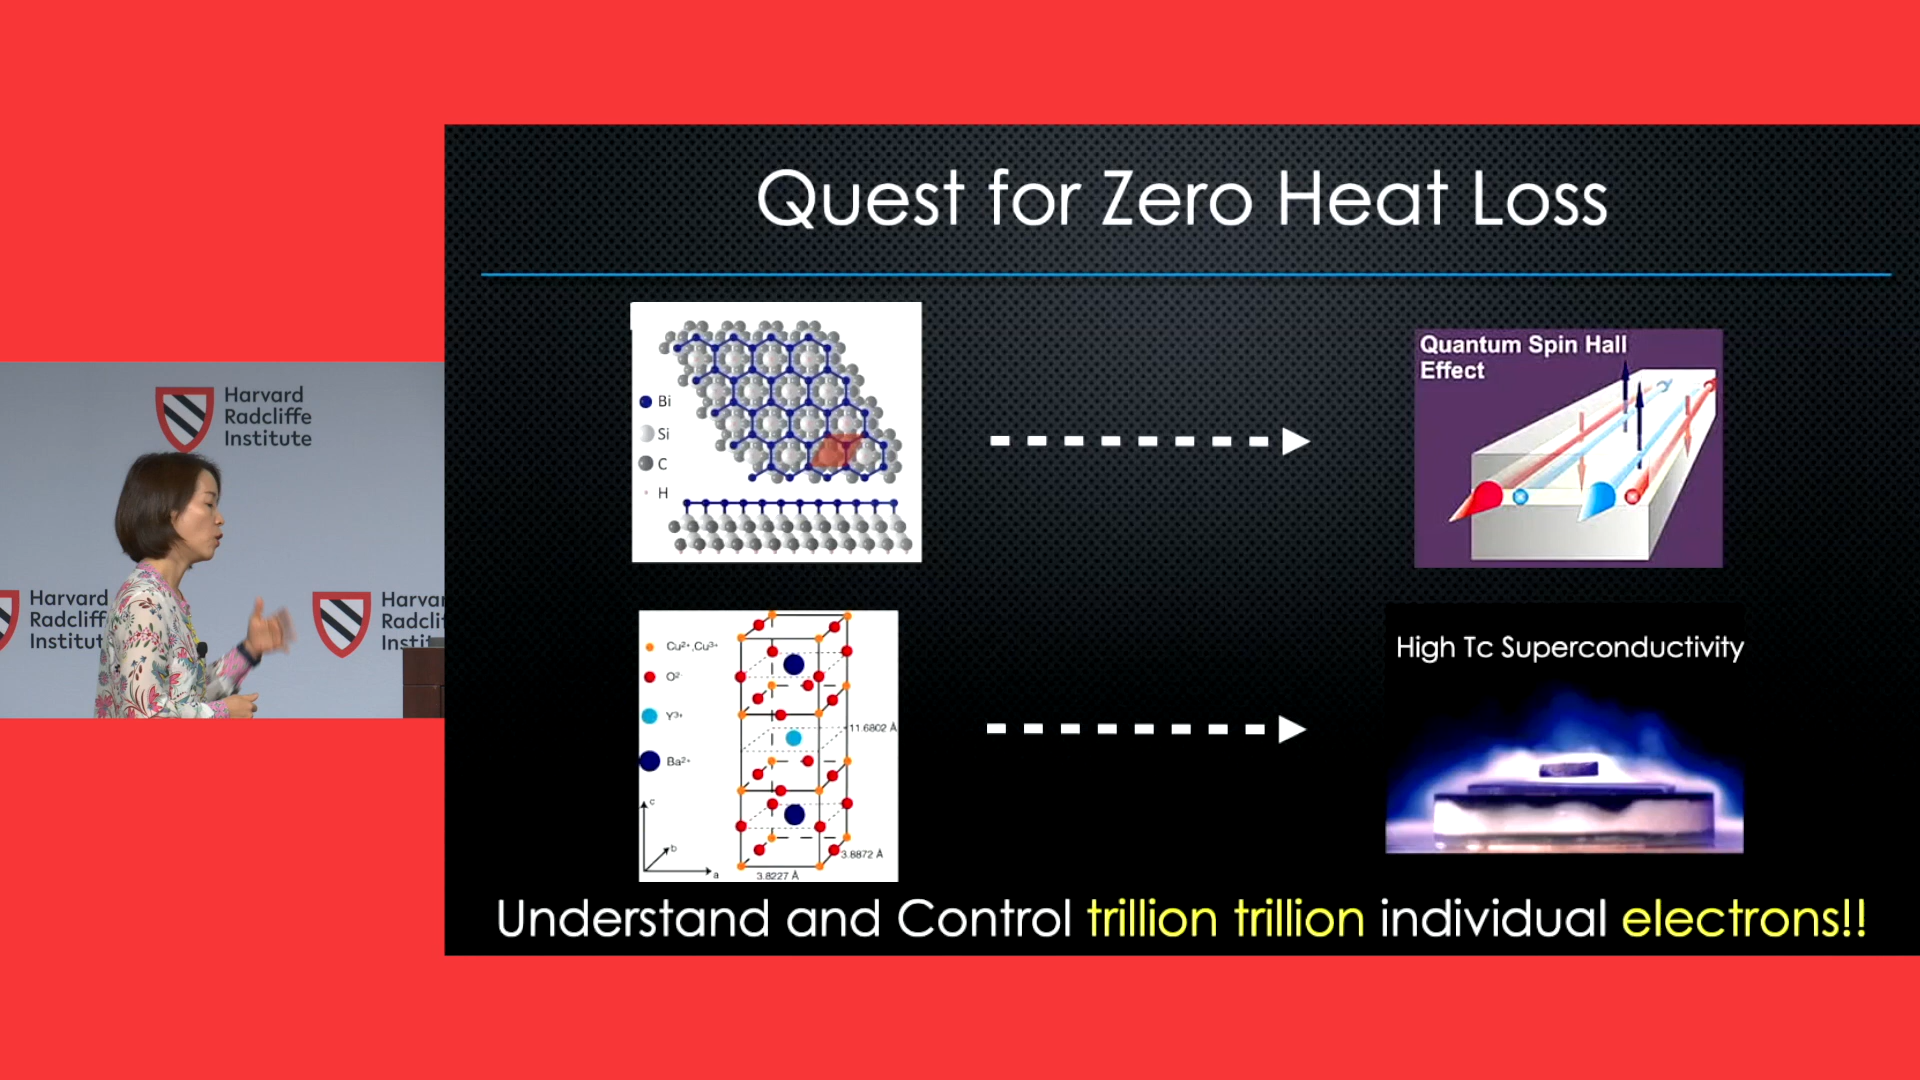 Quest for Zero Heat Loss
Bi
Si
C
H
Quantum Spin Hall
Effect
Cu²⁺,Cu³⁺
O²⁻
Y³⁺
Ba²⁺
c
b
a
11.6802 Å
3.8872 Å
3.8227 Å
High Tc Superconductivity
Understand and Control trillion trillion individual electrons!!
Harvard
Radcliffe
Institute
Harvard
Radcliff
Institut
Harvar
Radcli
Instit